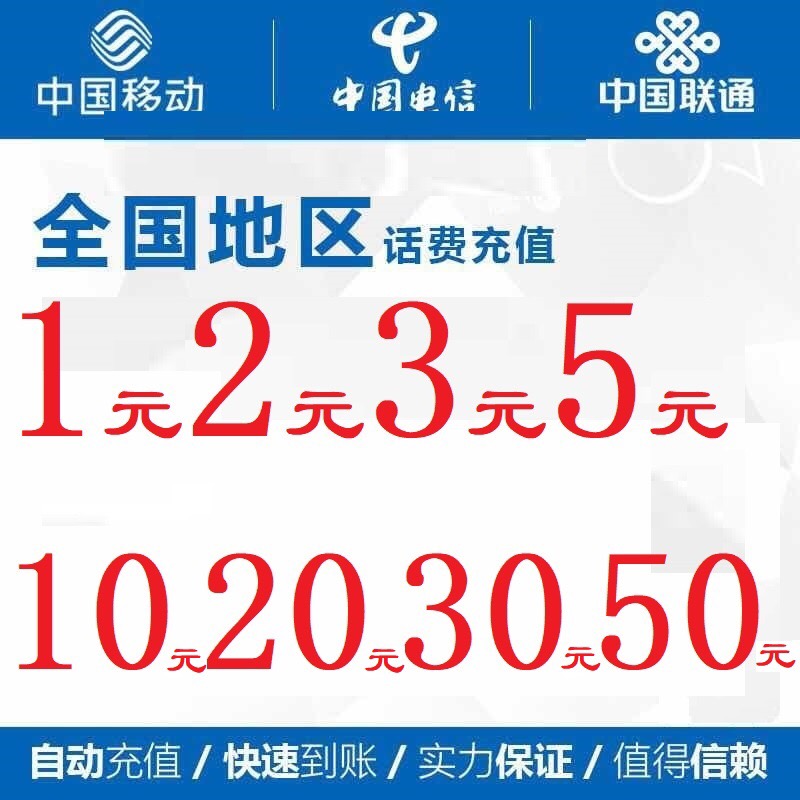 中国移动 中国电信 中国联通
全国地区 话费充值
1元 2元 3元 5元
10元 20元 30元 50元
自动充值 / 快速到账 / 实力保证 / 值得信赖